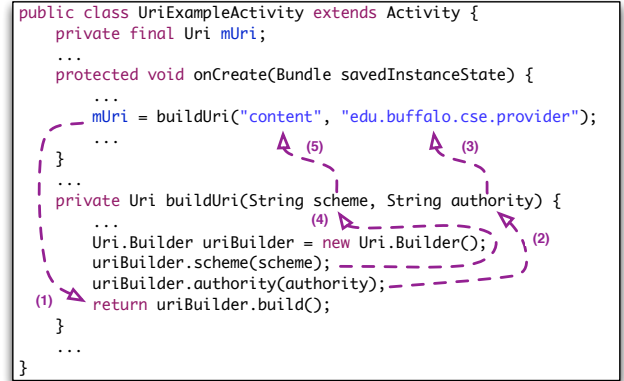 public class UriExampleActivity extends Activity {
    private final Uri mUri;
    ...
    protected void onCreate(Bundle savedInstanceState) {
        ...
        mUri = buildUri("content", "edu.buffalo.cse.provider");
        ...
(5) (3)
    }
    ...
    private Uri buildUri(String scheme, String authority) {
        ...
(4)
        Uri.Builder uriBuilder = new Uri.Builder();
(2)
        uriBuilder.scheme(scheme);
        uriBuilder.authority(authority);
(1)
        return uriBuilder.build();
    }
    ...
}